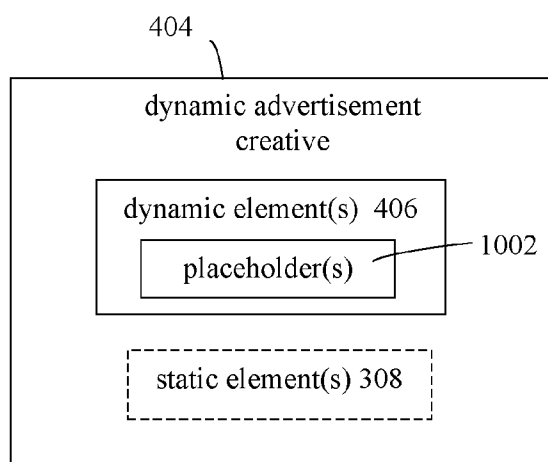 404
dynamic advertisement
creative
dynamic element(s) 406
placeholder(s)
1002
static element(s) 308